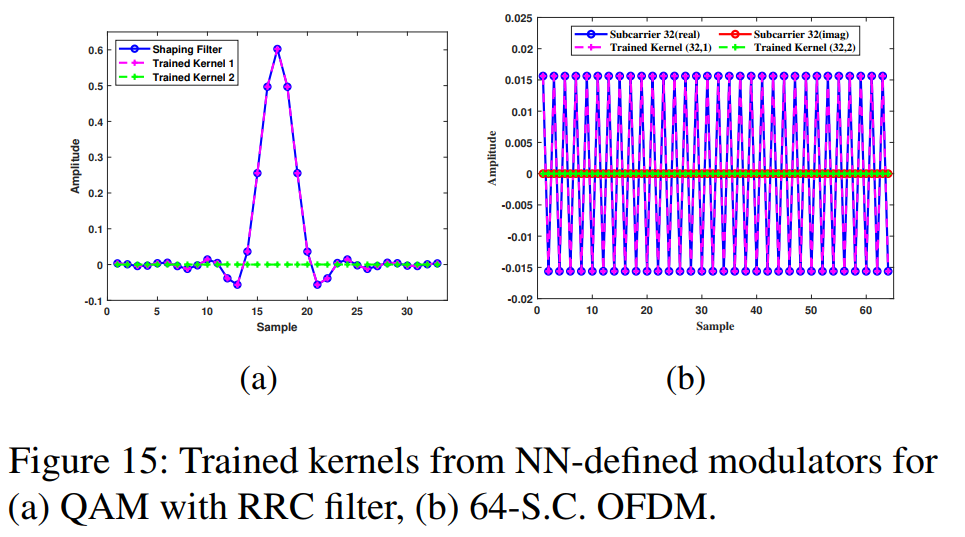 0.6
0.5
0.4
0.3
0.2
0.1
0
-0.1
Amplitude
Shaping Filter
Trained Kernel 1
Trained Kernel 2
0 5 10 15 20 25 30
Sample
(a)
0.025
0.02
0.015
0.01
0.005
0
-0.005
-0.01
-0.015
-0.02
Amplitude
Subcarrier 32(real) Subcarrier 32(imag)
Trained Kernel (32,1) Trained Kernel (32,2)
0 10 20 30 40 50 60
Sample
(b)
Figure 15: Trained kernels from NN-defined modulators for
(a) QAM with RRC filter, (b) 64-S.C. OFDM.